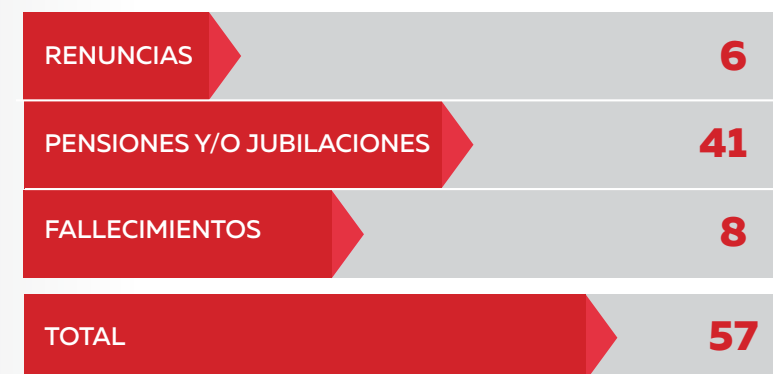 RENUNCIAS 6
PENSIONES Y/O JUBILACIONES 41
FALLECIMIENTOS 8
TOTAL 57